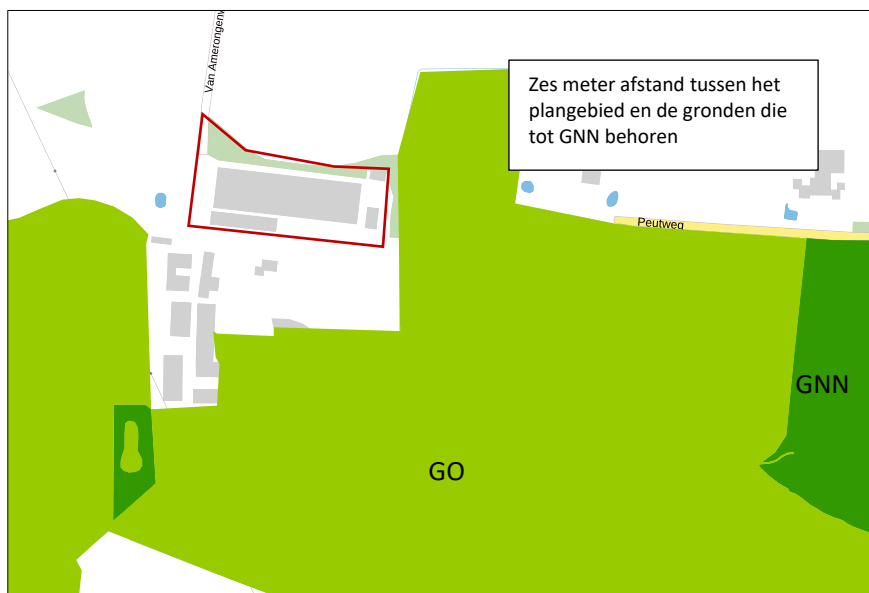 Van Amerongenw
Zes meter afstand tussen het
plangebied en de gronden die
tot GNN behoren
Peutweg
GNN
GO